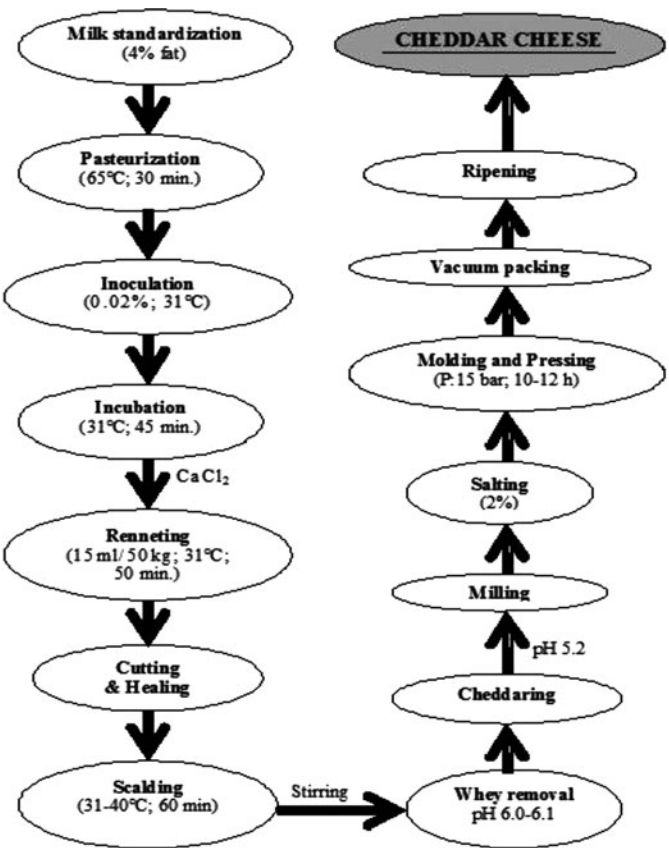 Milk standardization
(4% fat)
Pasteurization
(65°C; 30 min.)
Inoculation
(0.02%; 31°C)
Incubation
(31°C; 45 min.)
CaCl₂
Renneting
(15 ml/ 50 kg; 31°C;
50 min.)
Cutting
& Healing
Scalding
(31-40°C; 60 min)
Stirring
Whey removal
pH 6.0-6.1
Cheddaring
pH 5.2
Milling
Salting
(2%)
Molding and Pressing
(P:15 bar; 10-12 h)
Vacuum packing
Ripening
CHEDDAR CHEESE